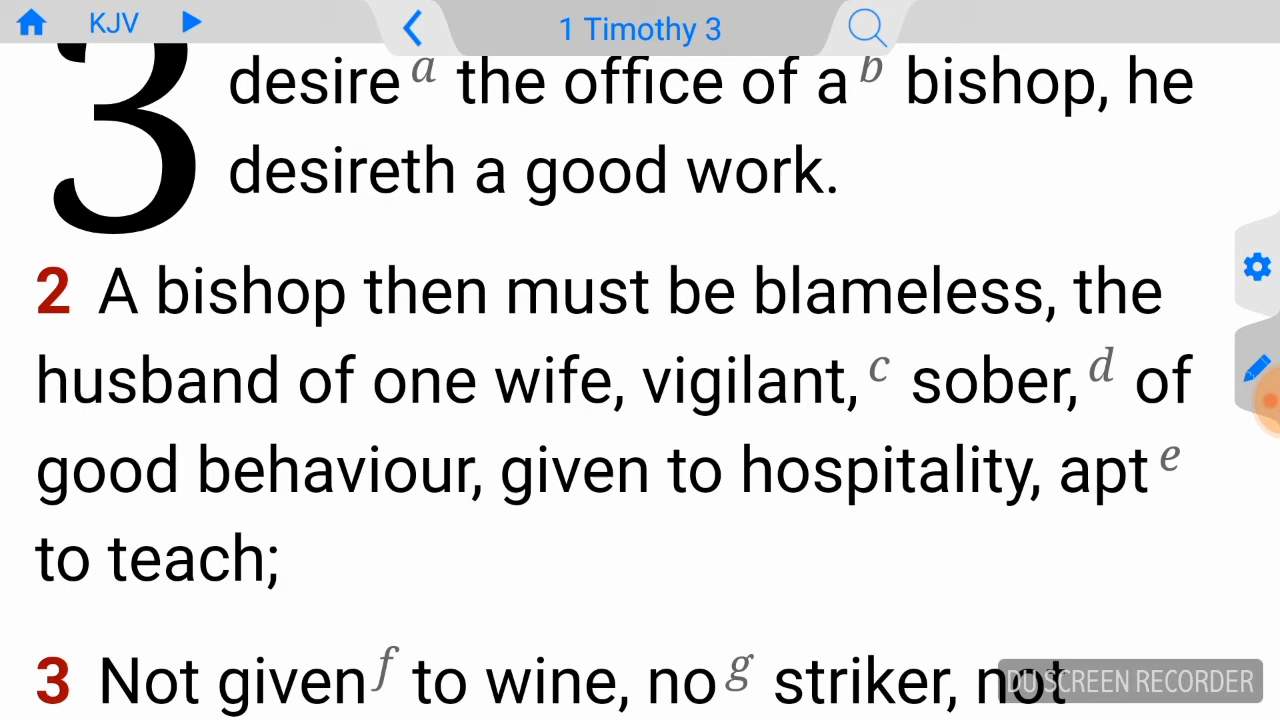 KJV
1 Timothy 3
3 desire a the office of a b bishop, he
desireth a good work.
2 A bishop then must be blameless, the
husband of one wife, vigilant, c sober, d of
good behaviour, given to hospitality, apt e
to teach;
3 Not given f to wine, no g striker, not
DU SCREEN RECORDER